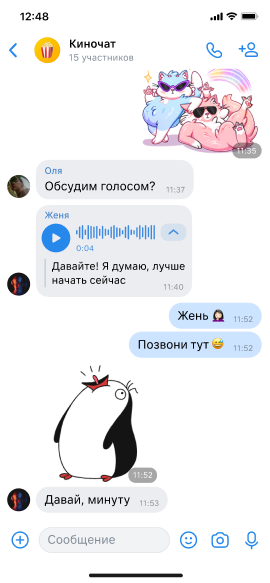 12:48
Киночат
15 участников
11:35
Оля
Обсудим голосом?
11:37
Женя
0:04
Давайте! Я думаю, лучше
начать сейчас
11:40
Жень 🤦🏻‍♀️ 11:52
Позвони тут 😅 11:52
11:52
Давай, минуту 11:53
Сообщение